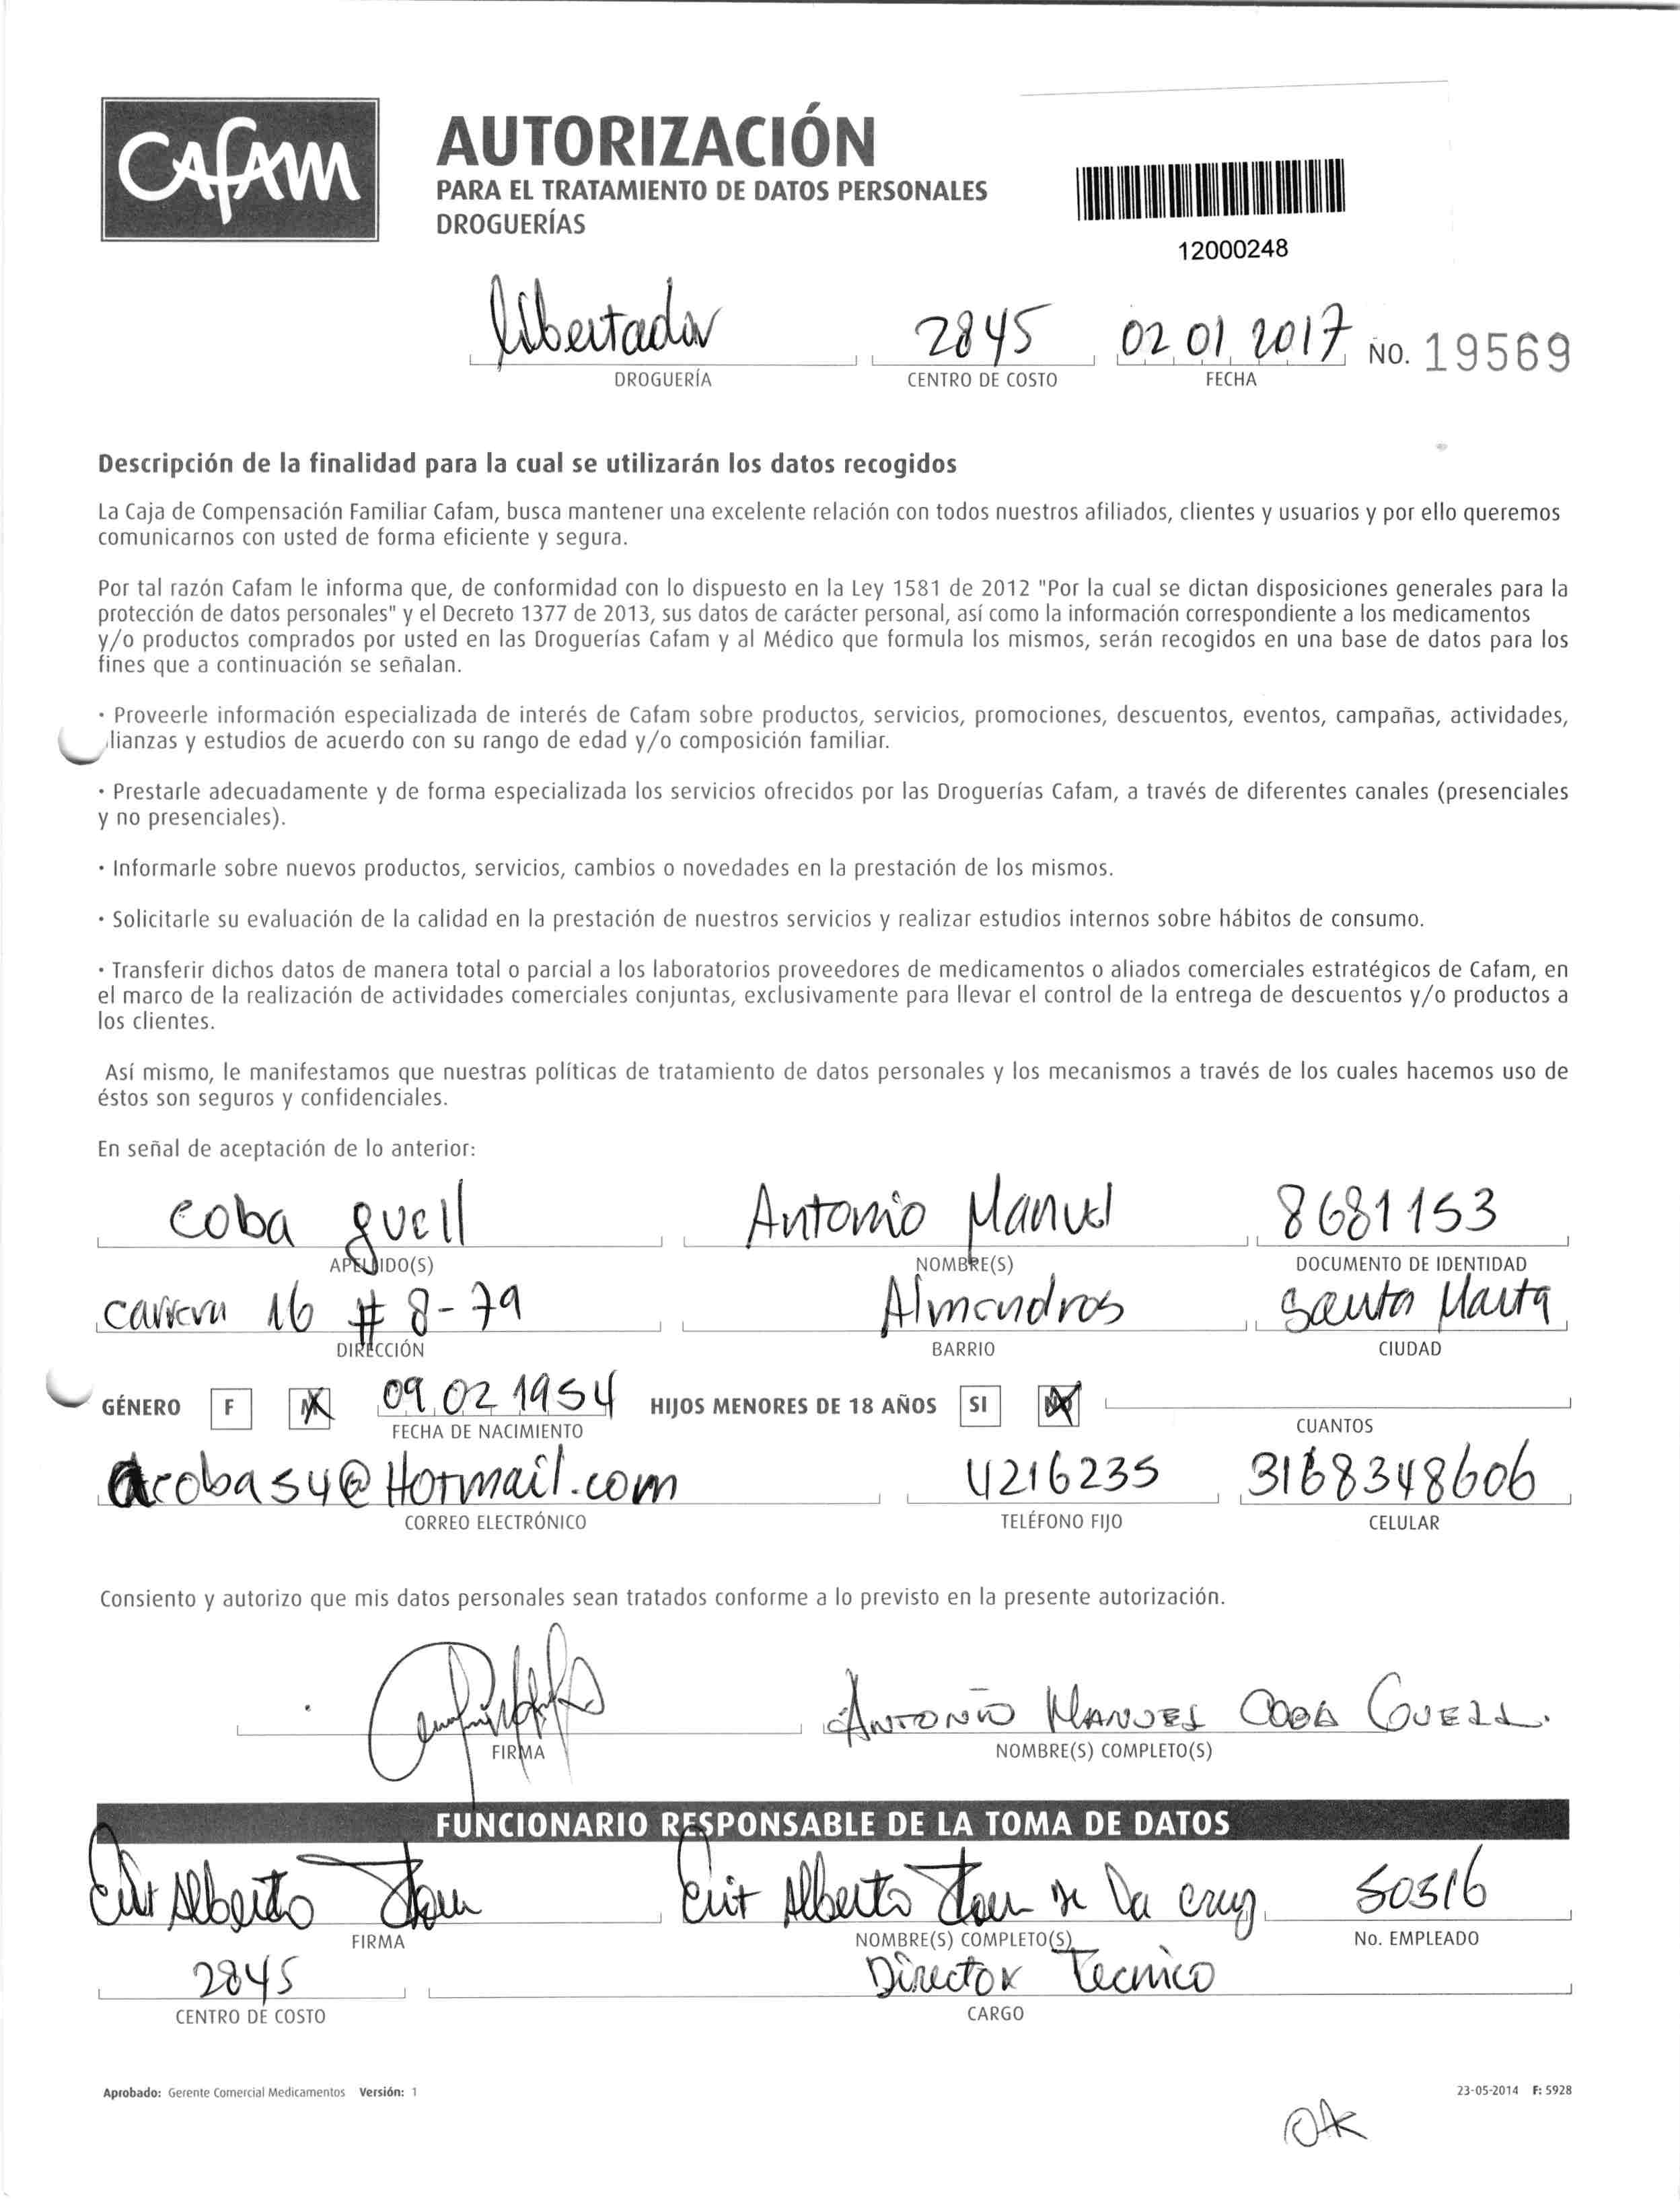 CAFAM
AUTORIZACIÓN
PARA EL TRATAMIENTO DE DATOS PERSONALES
DROGUERÍAS
12000248
libertador 2845 02 01 2017 No. 19569
DROGUERÍA CENTRO DE COSTO FECHA
Descripción de la finalidad para la cual se utilizarán los datos recogidos
La Caja de Compensación Familiar Cafam, busca mantener una excelente relación con todos nuestros afiliados, clientes y usuarios y por ello queremos
comunicarnos con usted de forma eficiente y segura.
Por tal razón Cafam le informa que, de conformidad con lo dispuesto en la Ley 1581 de 2012 "Por la cual se dictan disposiciones generales para la
protección de datos personales" y el Decreto 1377 de 2013, sus datos de carácter personal, así como la información correspondiente a los medicamentos
y/o productos comprados por usted en las Droguerías Cafam y al Médico que formula los mismos, serán recogidos en una base de datos para los
fines que a continuación se señalan.
· Proveerle información especializada de interés de Cafam sobre productos, servicios, promociones, descuentos, eventos, campañas, actividades,
lianzas y estudios de acuerdo con su rango de edad y/o composición familiar.
· Prestarle adecuadamente y de forma especializada los servicios ofrecidos por las Droguerías Cafam, a través de diferentes canales (presenciales
y no presenciales).
· Informarle sobre nuevos productos, servicios, cambios o novedades en la prestación de los mismos.
· Solicitarle su evaluación de la calidad en la prestación de nuestros servicios y realizar estudios internos sobre hábitos de consumo.
· Transferir dichos datos de manera total o parcial a los laboratorios proveedores de medicamentos o aliados comerciales estratégicos de Cafam, en
el marco de la realización de actividades comerciales conjuntas, exclusivamente para llevar el control de la entrega de descuentos y/o productos a
los clientes.
Así mismo, le manifestamos que nuestras políticas de tratamiento de datos personales y los mecanismos a través de los cuales hacemos uso de
éstos son seguros y confidenciales.
En señal de aceptación de lo anterior:
Coba guell Antonio Manuel 8681153
APELLIDO(S) NOMBRE(S) DOCUMENTO DE IDENTIDAD
carrera 16 # 8-79 Almendros Santa Marta
DIRECCIÓN BARRIO CIUDAD
GÉNERO F M 09 02 1954 HIJOS MENORES DE 18 AÑOS SI NO
FECHA DE NACIMIENTO CUANTOS
acoba54@Hotmail.com 4216235 3168348606
CORREO ELECTRÓNICO TELÉFONO FIJO CELULAR
Consiento y autorizo que mis datos personales sean tratados conforme a lo previsto en la presente autorización.
ANTONIO MANUEL COBA GUELL.
FIRMA NOMBRE(S) COMPLETO(S)
FUNCIONARIO RESPONSABLE DE LA TOMA DE DATOS
Alberto Alberto de la cruz 50516
FIRMA NOMBRE(S) COMPLETO(S) No. EMPLEADO
2845 Director Tecnico
CENTRO DE COSTO CARGO
Aprobado: Gerente Comercial Medicamentos Versión: 1 23-05-2014 F: 5928
ok